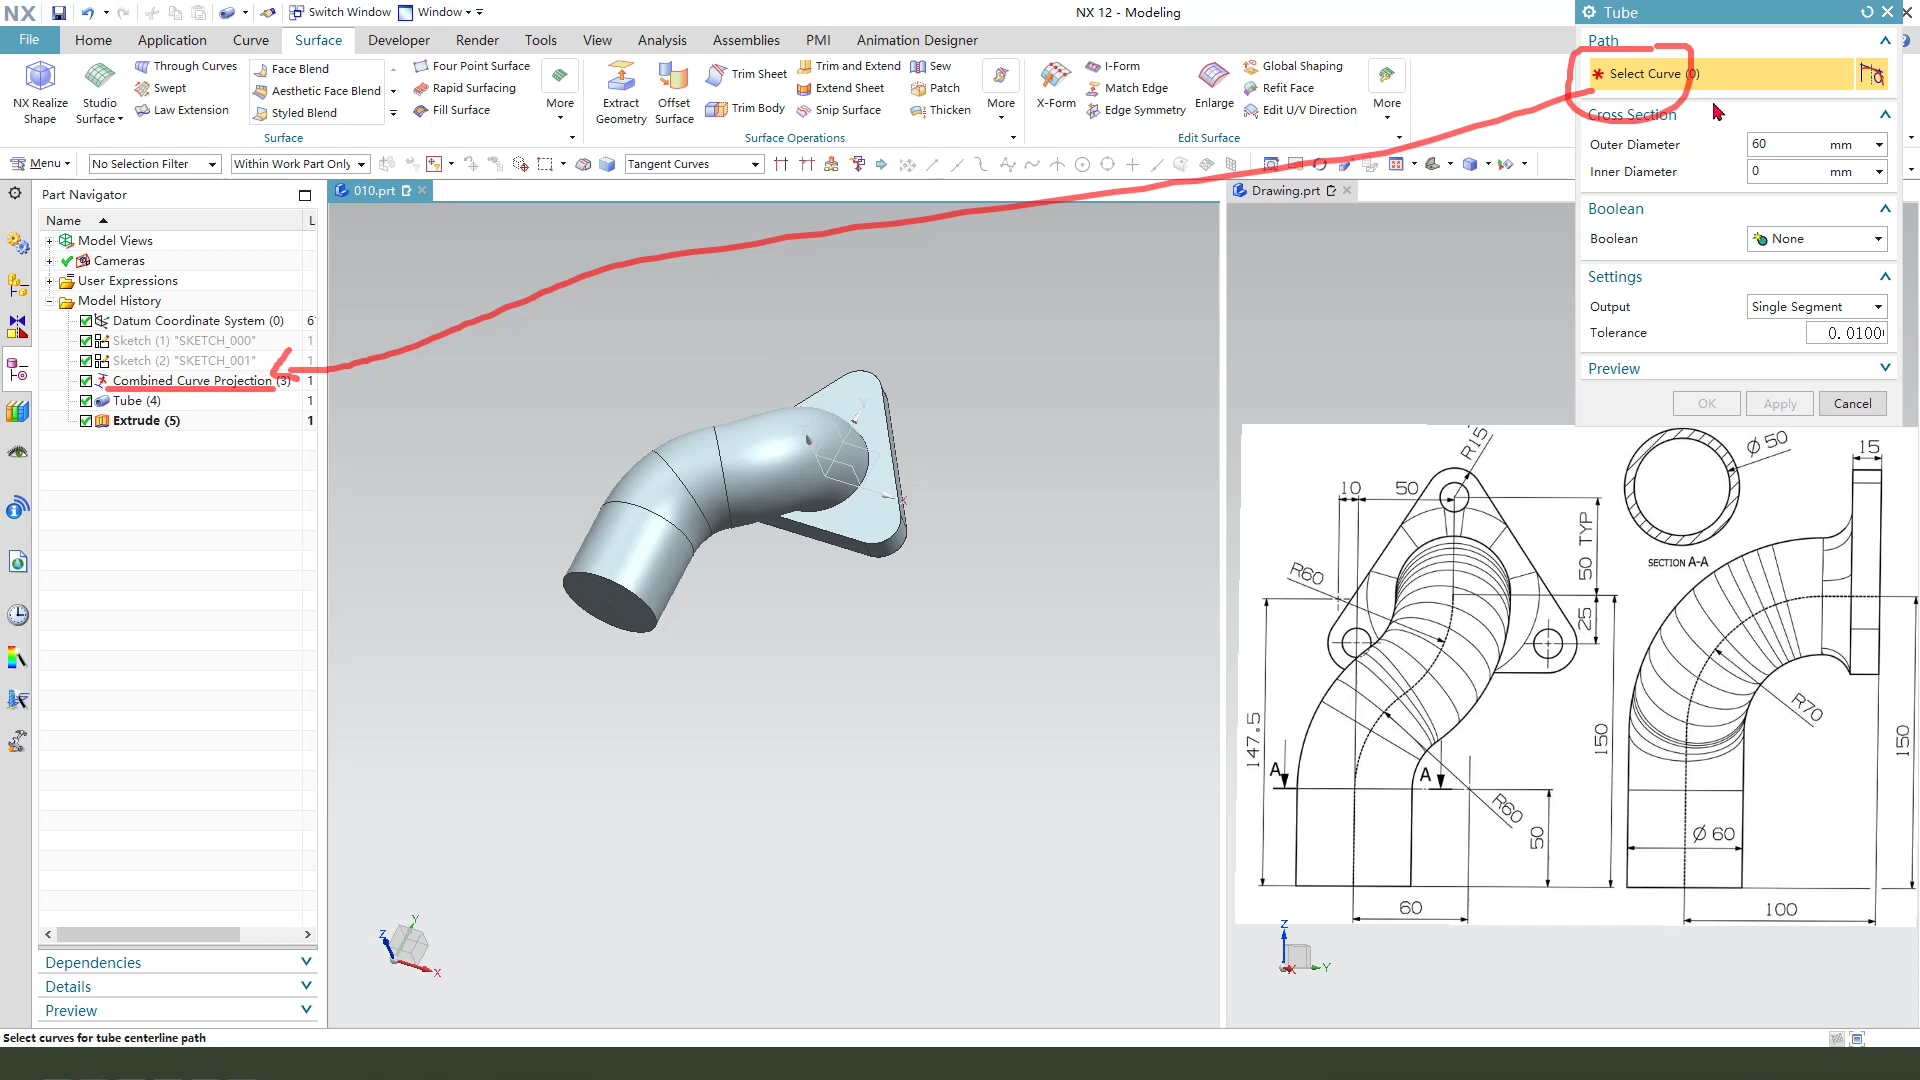 NX
Switch Window
Window
NX 12 - Modeling
Tube
File
Home
Application
Curve
Surface
Developer
Render
Tools
View
Analysis
Assemblies
PMI
Animation Designer
NX Realize Shape
Studio Surface
Through Curves
Swept
Law Extension
Face Blend
Aesthetic Face Blend
Styled Blend
Four Point Surface
Rapid Surfacing
Fill Surface
More
Surface
Extract Geometry
Offset Surface
Trim Sheet
Trim Body
Trim and Extend
Extend Sheet
Snip Surface
Sew
Patch
Thicken
More
Surface Operations
X-Form
I-Form
Match Edge
Edge Symmetry
Enlarge
Global Shaping
Refit Face
Edit U/V Direction
More
Edit Surface
Menu
No Selection Filter
Within Work Part Only
Tangent Curves
Part Navigator
Name
L
Model Views
Cameras
User Expressions
Model History
Datum Coordinate System (0)
6
Sketch (1) "SKETCH_000"
1
Sketch (2) "SKETCH_001"
1
Combined Curve Projection (3)
1
Tube (4)
1
Extrude (5)
1
Dependencies
Details
Preview
Select curves for tube centerline path
010.prt
Drawing.prt
Y
Z
X
Y
Z
X
Z
Y
X
Path
* Select Curve (0)
Cross Section
Outer Diameter
60
mm
Inner Diameter
0
mm
Boolean
Boolean
None
Settings
Output
Single Segment
Tolerance
0.0100
Preview
OK
Apply
Cancel
R15
10
50
R60
50 TYP
25
147.5
150
A
A
R60
50
60
Ø 50
SECTION A-A
15
R70
150
Ø 60
100